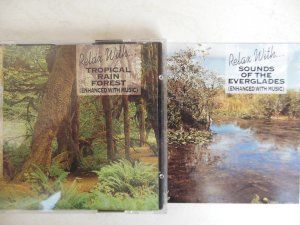 Relax With...
TROPICAL
RAIN
FOREST
(ENHANCED WITH MUSIC)
Relax With...
SOUNDS
OF THE
EVERGLADES
(ENHANCED WITH MUSIC)